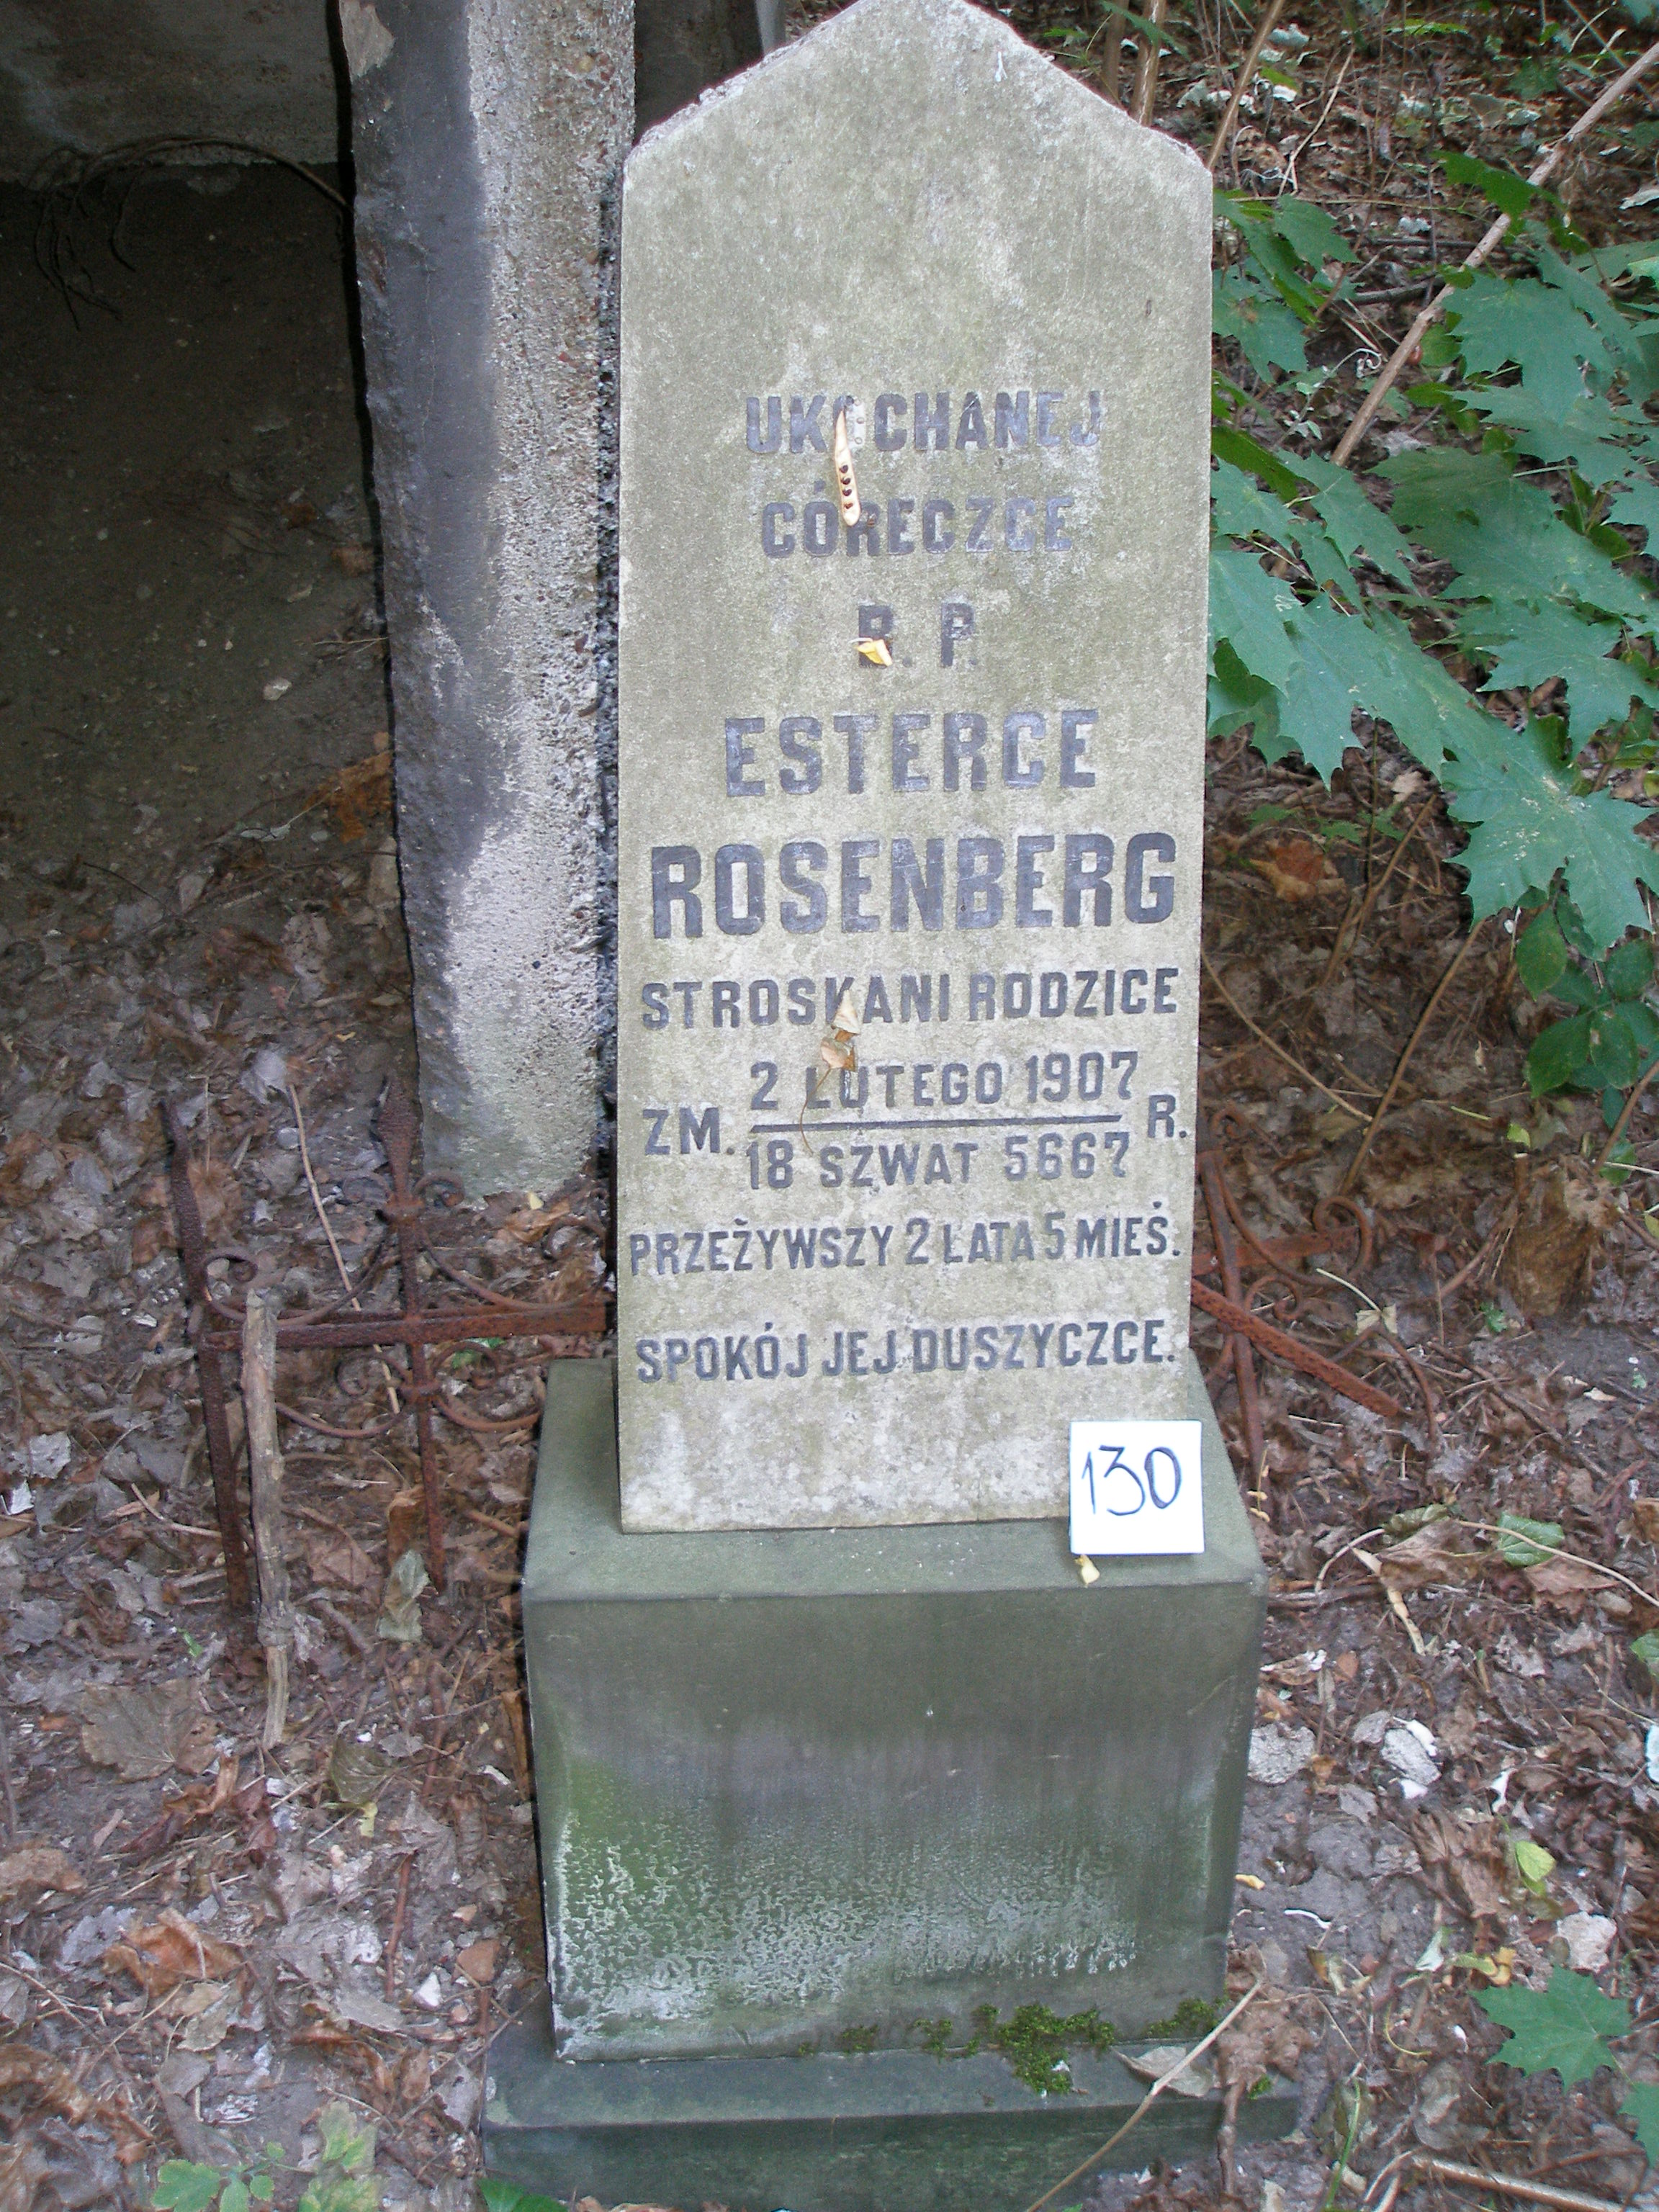 UKOCHANEJ
CÓRECZCE
B. P.
ESTERCE
ROSENBERG
STROSKANI RODZICE
ZM. 2 LUTEGO 1907 R.
18 SZWAT 5667
PRZEŻYWSZY 2 LATA 5 MIEŚ.
SPOKÓJ JEJ DUSZYCZCE.
130